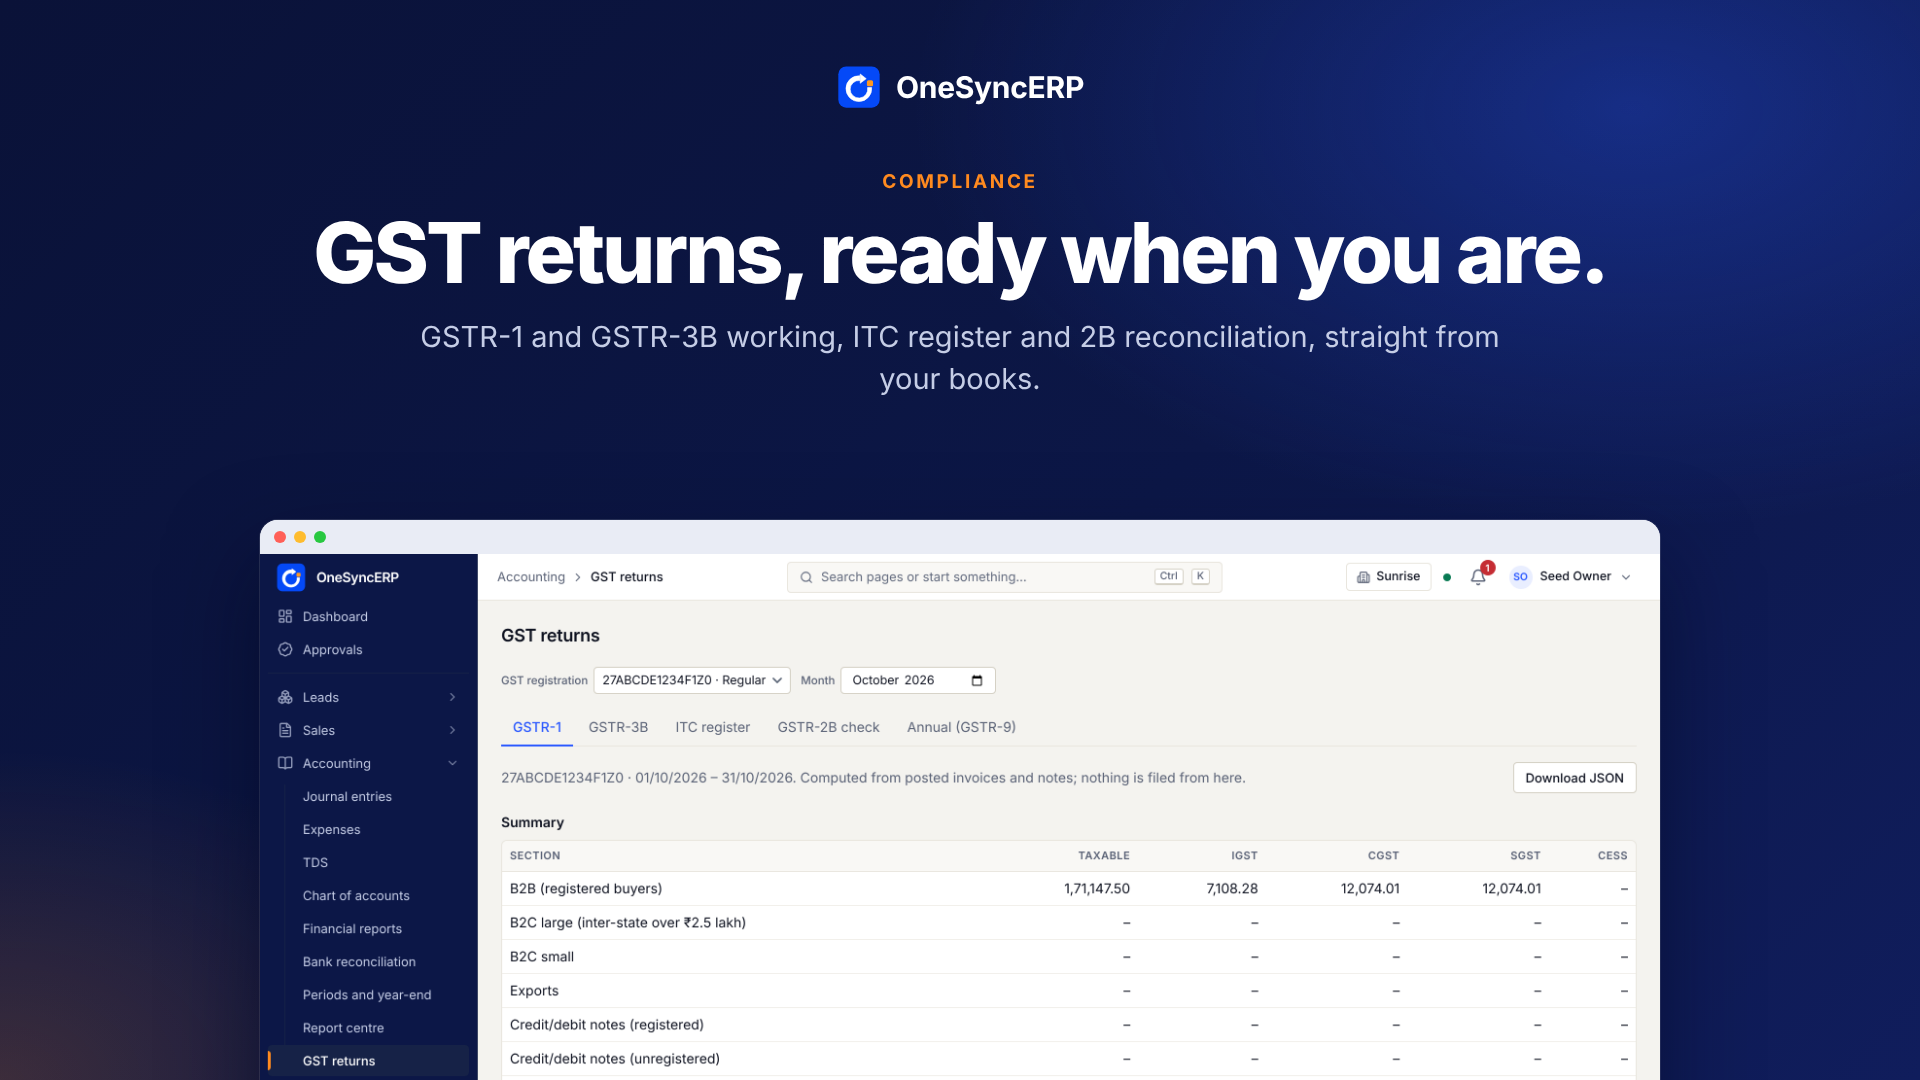 OneSyncERP
COMPLIANCE
GST returns, ready when you are.
GSTR-1 and GSTR-3B working, ITC register and 2B reconciliation, straight from
your books.
OneSyncERP
Dashboard
Approvals
Leads
Sales
Accounting
Journal entries
Expenses
TDS
Chart of accounts
Financial reports
Bank reconciliation
Periods and year-end
Report centre
GST returns
Accounting > GST returns
Search pages or start something... Ctrl K
Sunrise
1
SO Seed Owner
GST returns
GST registration 27ABCDE1234F1Z0 · Regular Month October 2026
GSTR-1 GSTR-3B ITC register GSTR-2B check Annual (GSTR-9)
27ABCDE1234F1Z0 · 01/10/2026 – 31/10/2026. Computed from posted invoices and notes; nothing is filed from here.
Download JSON
Summary
SECTION TAXABLE IGST CGST SGST CESS
B2B (registered buyers) 1,71,147.50 7,108.28 12,074.01 12,074.01 –
B2C large (inter-state over ₹2.5 lakh) – – – – –
B2C small – – – – –
Exports – – – – –
Credit/debit notes (registered) – – – – –
Credit/debit notes (unregistered) – – – – –